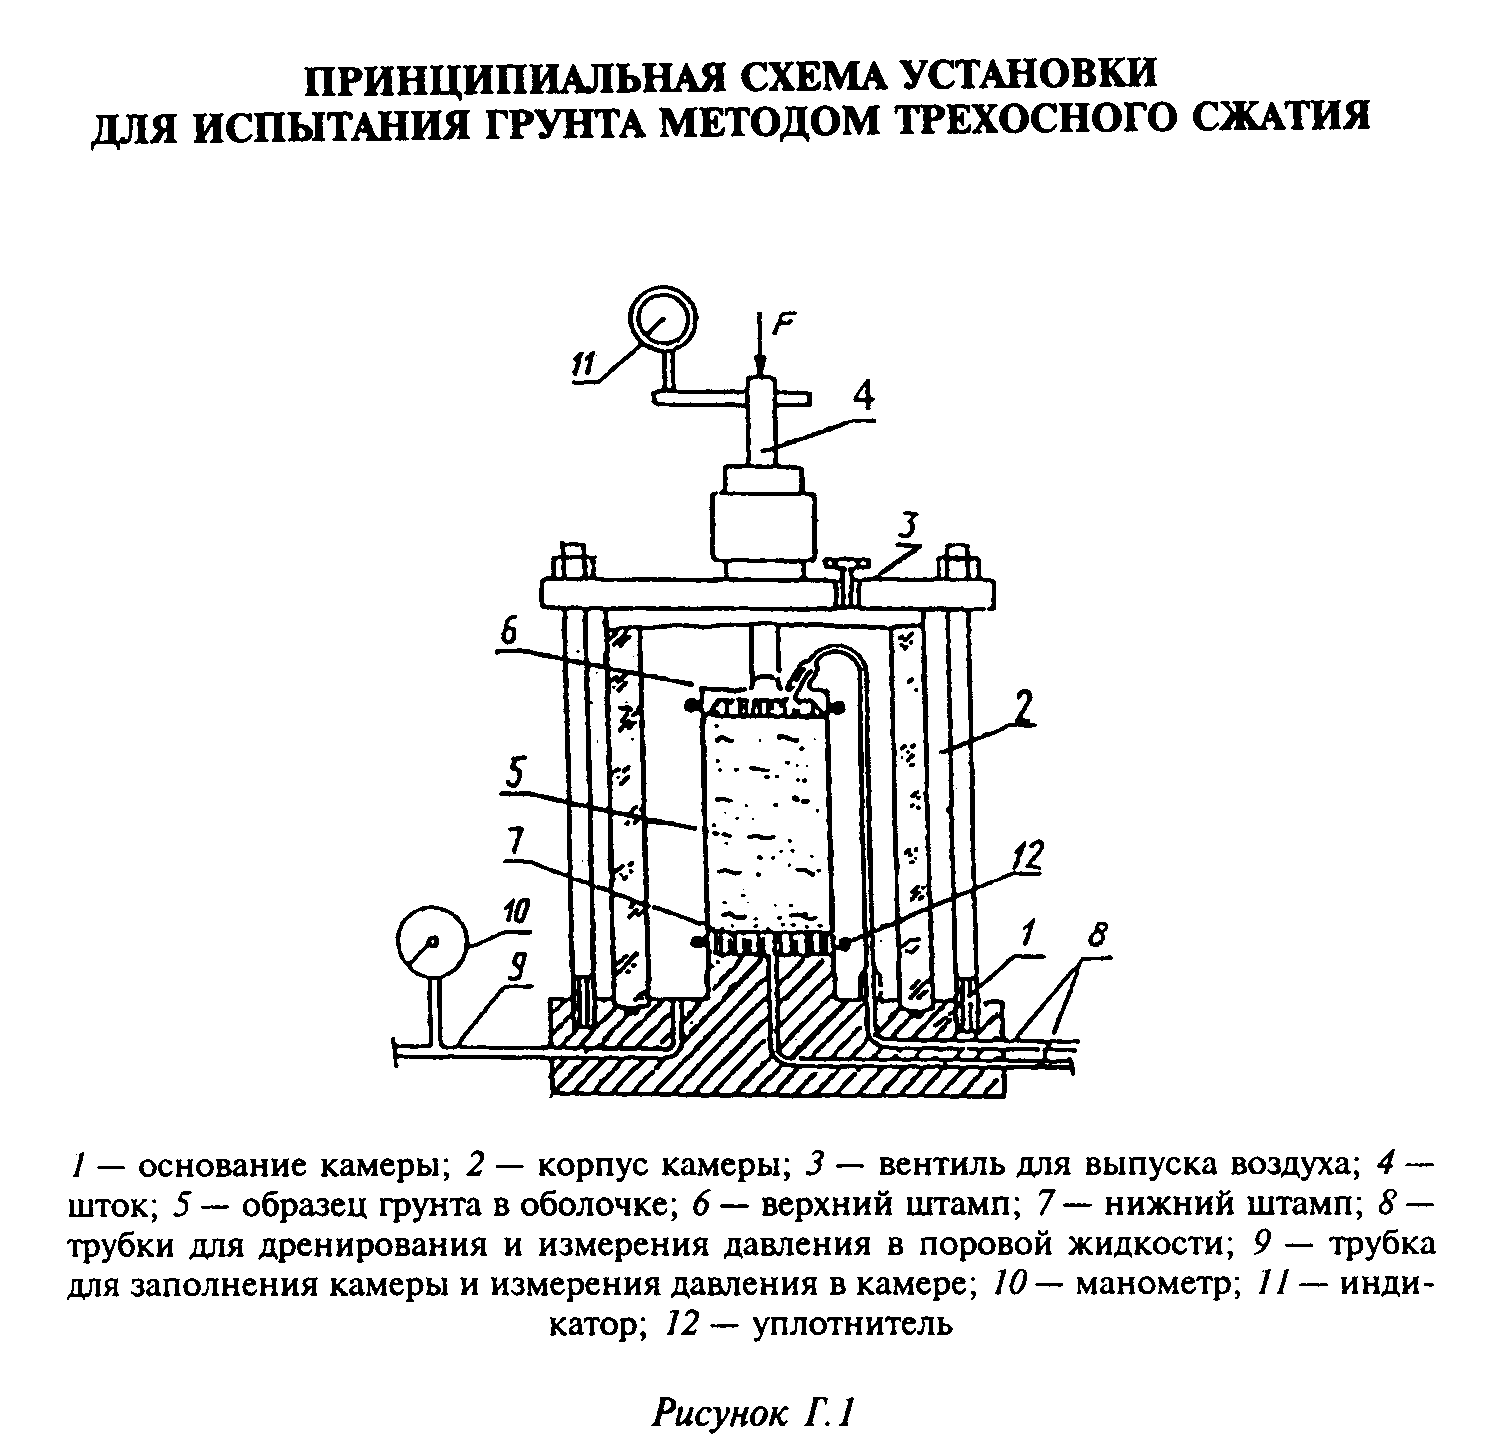 ПРИНЦИПИАЛЬНАЯ СХЕМА УСТАНОВКИ
ДЛЯ ИСПЫТАНИЯ ГРУНТА МЕТОДОМ ТРЕХОСНОГО СЖАТИЯ
F
11
4
3
6
2
5
7
12
10
1
8
9
1 — основание камеры; 2 — корпус камеры; 3 — вентиль для выпуска воздуха; 4 —
шток; 5 — образец грунта в оболочке; 6 — верхний штамп; 7 — нижний штамп; 8 —
трубки для дренирования и измерения давления в поровой жидкости; 9 — трубка
для заполнения камеры и измерения давления в камере; 10 — манометр; 11 — инди-
катор; 12 — уплотнитель
Рисунок Г.1